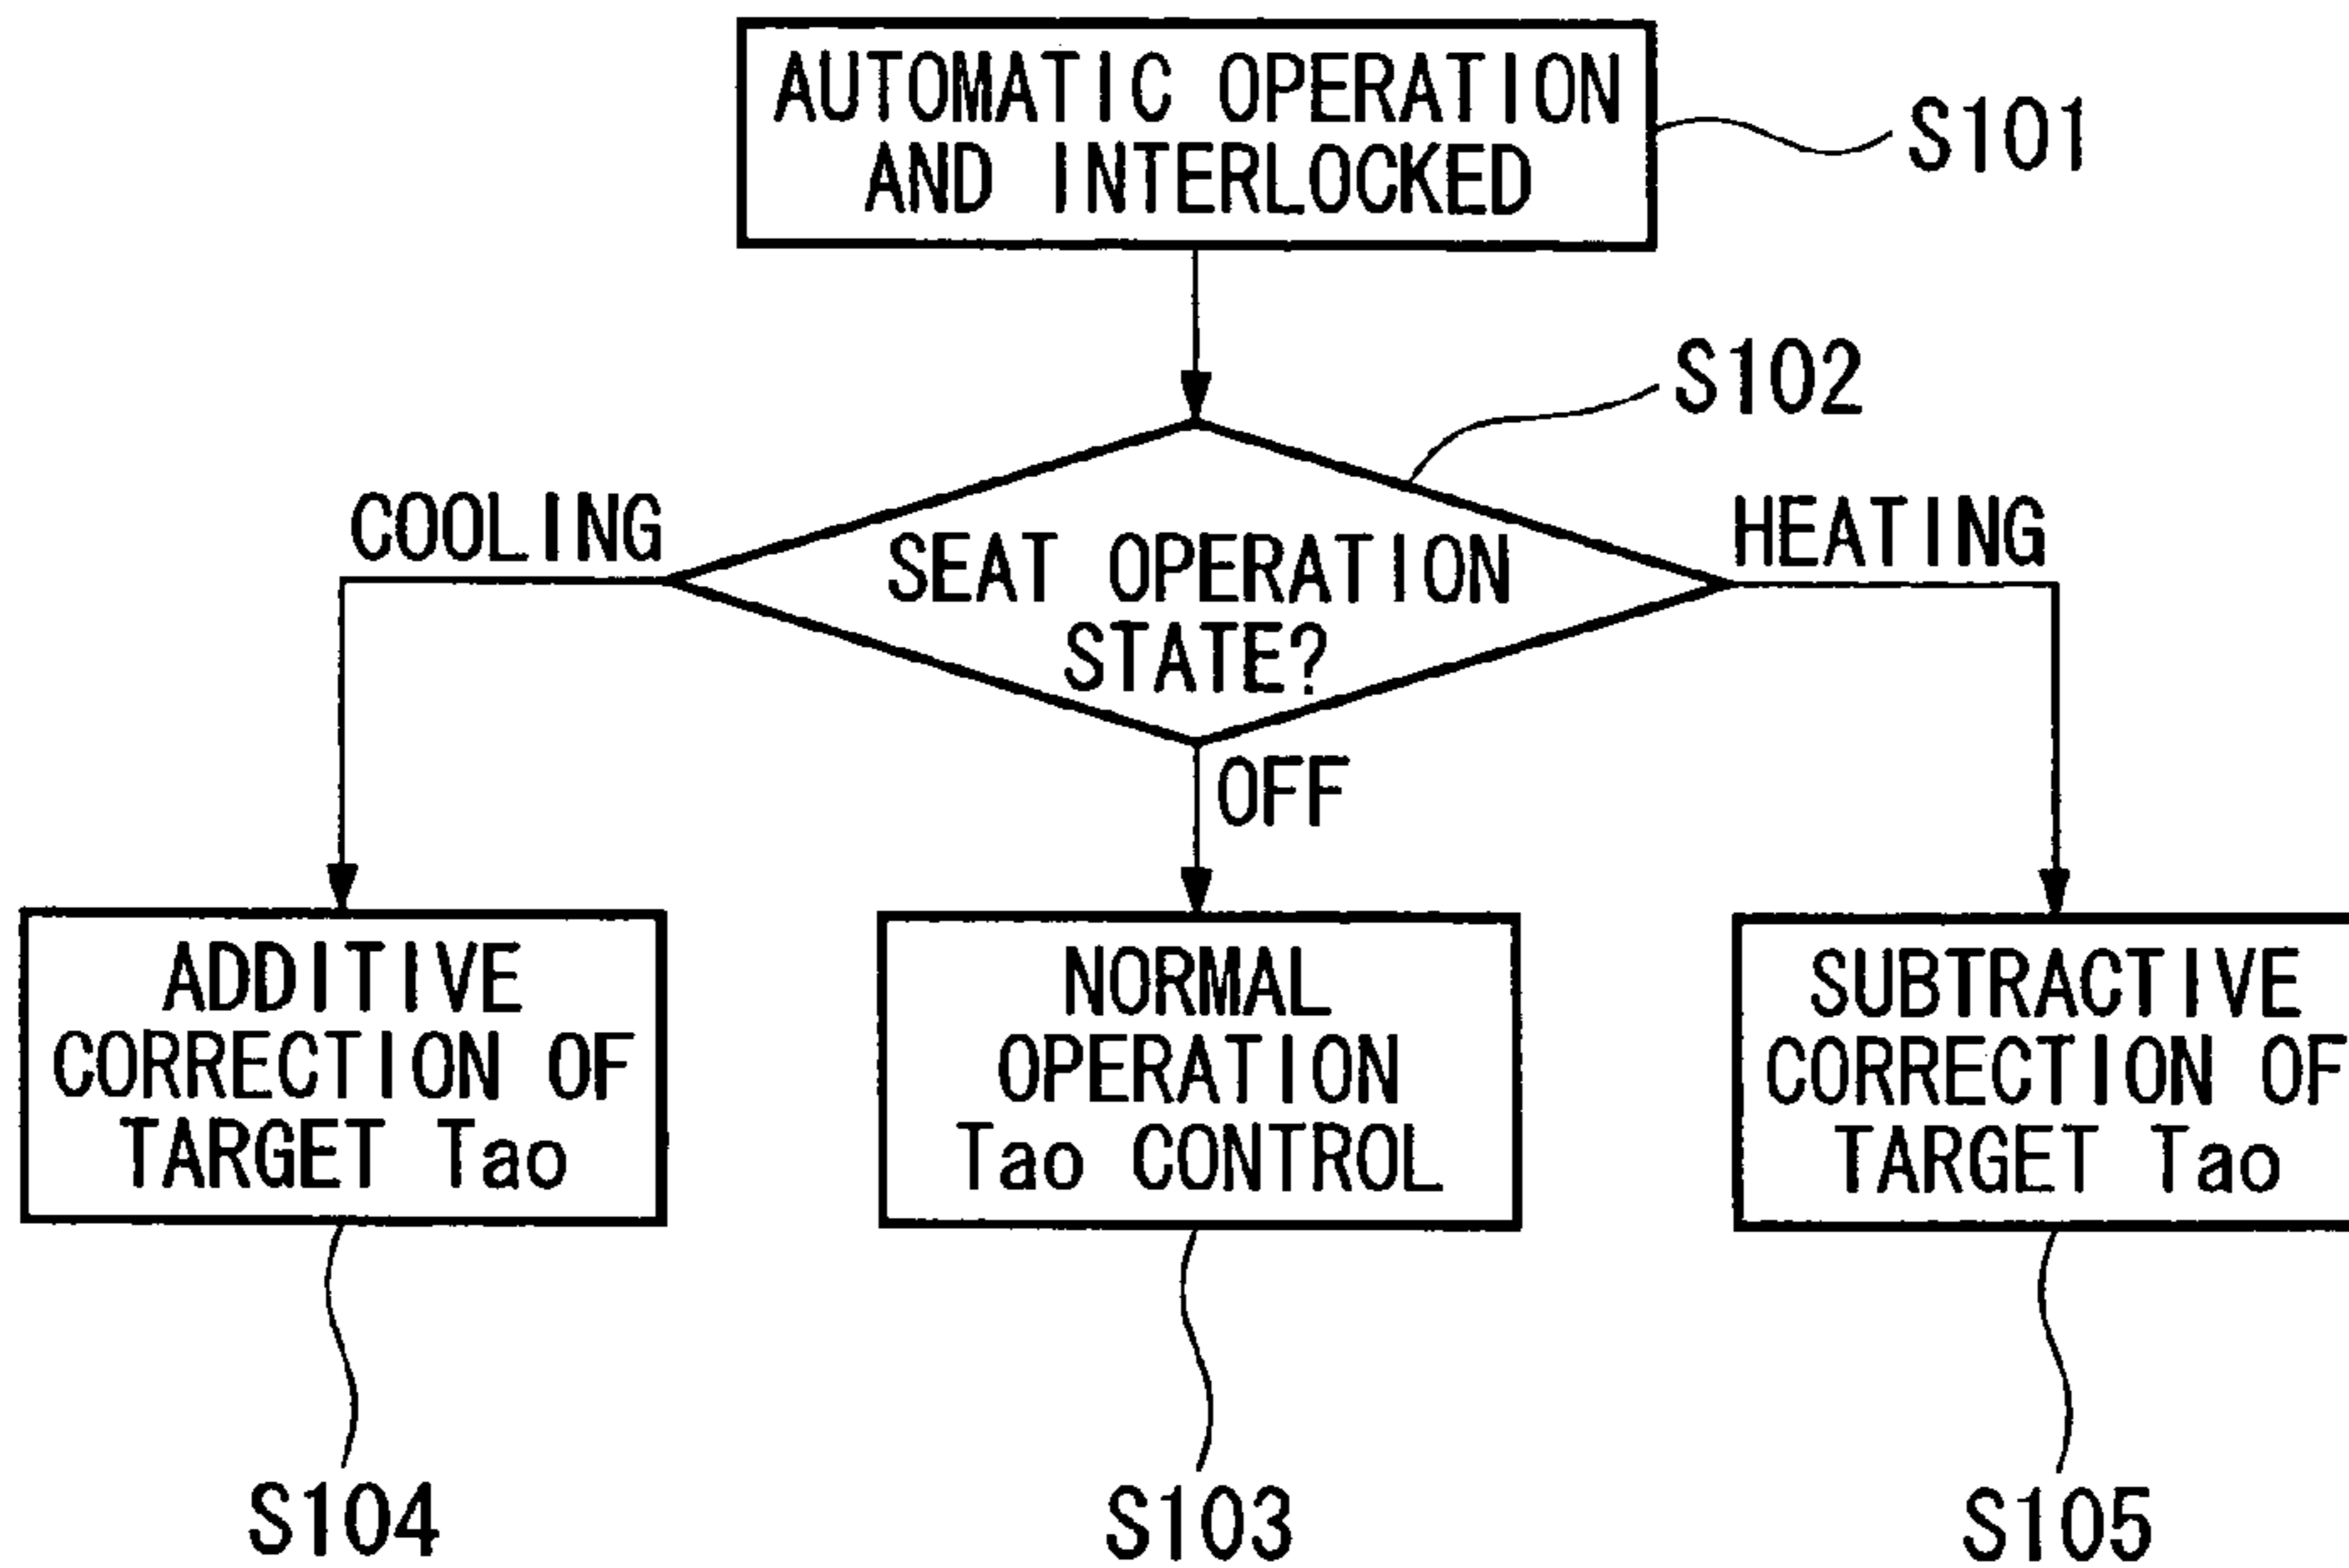 AUTOMATIC OPERATION
AND INTERLOCKED
S101
S102
COOLING
HEATING
SEAT OPERATION
STATE?
OFF
ADDITIVE
CORRECTION OF
TARGET Tao
NORMAL
OPERATION
Tao CONTROL
SUBTRACTIVE
CORRECTION OF
TARGET Tao
S104
S103
S105